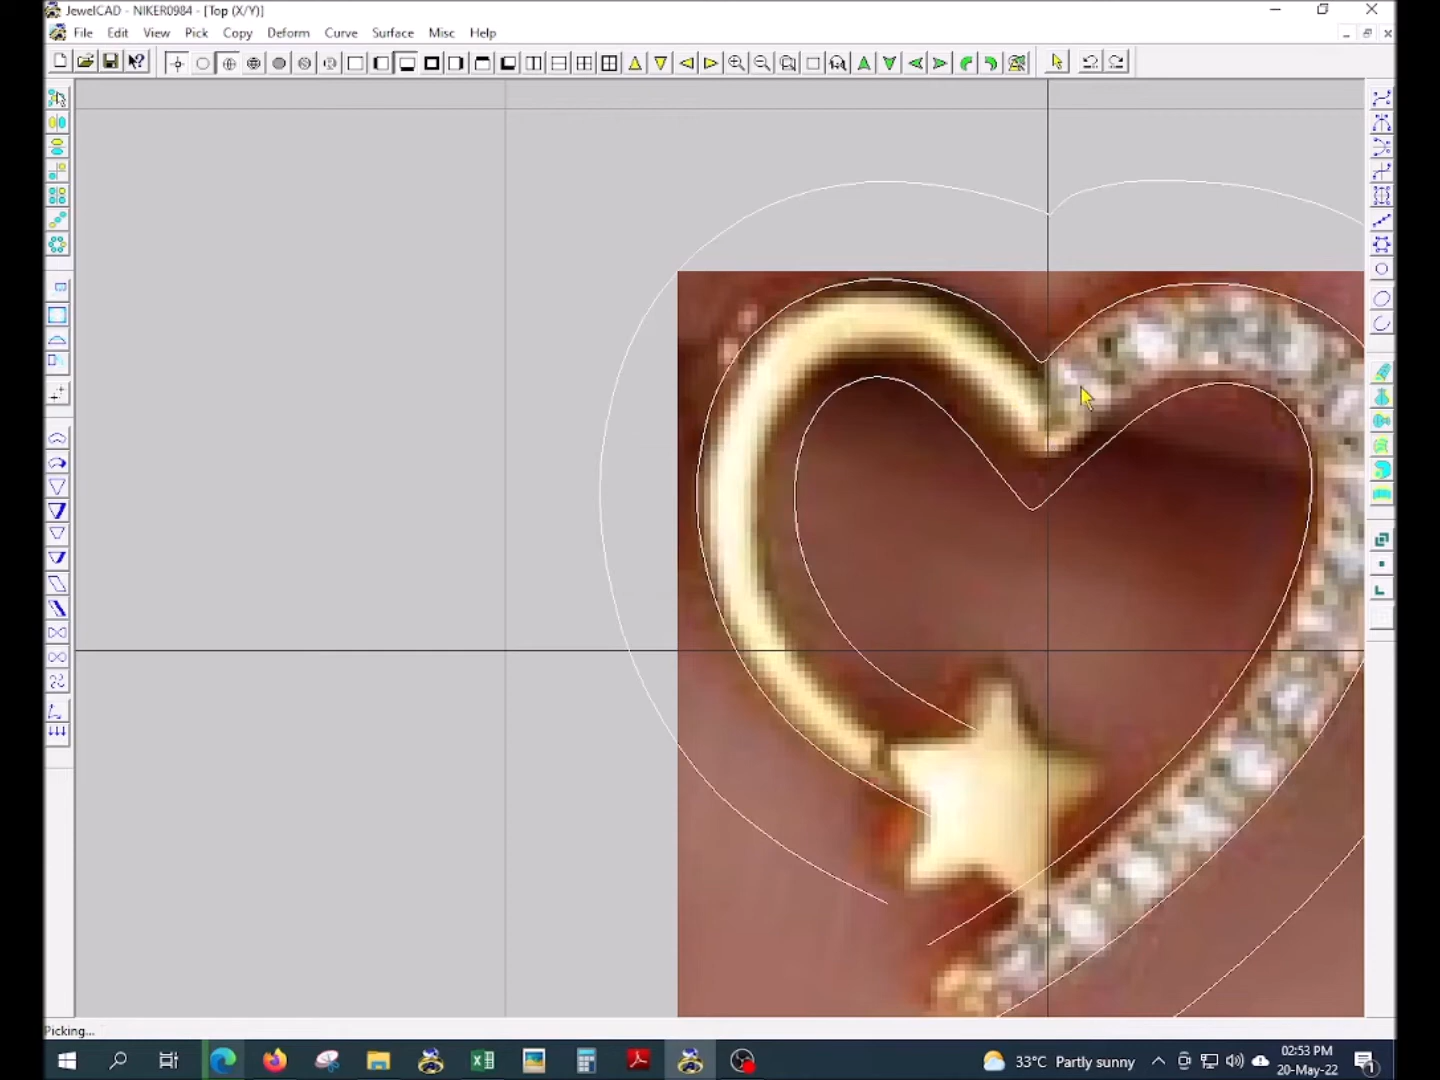 JewelCAD - NIKER0984 - [Top (X/Y)]
File Edit View Pick Copy Deform Curve Surface Misc Help
Picking...
33°C Partly sunny
02:53 PM
20-May-22
1